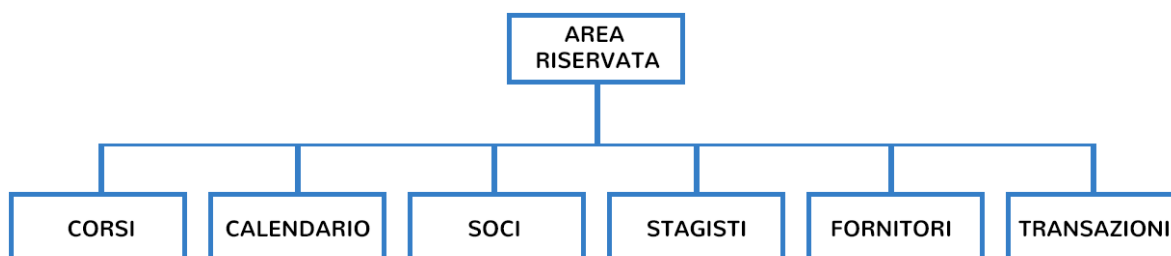 AREA
RISERVATA
CORSI
CALENDARIO
SOCI
STAGISTI
FORNITORI
TRANSAZIONI